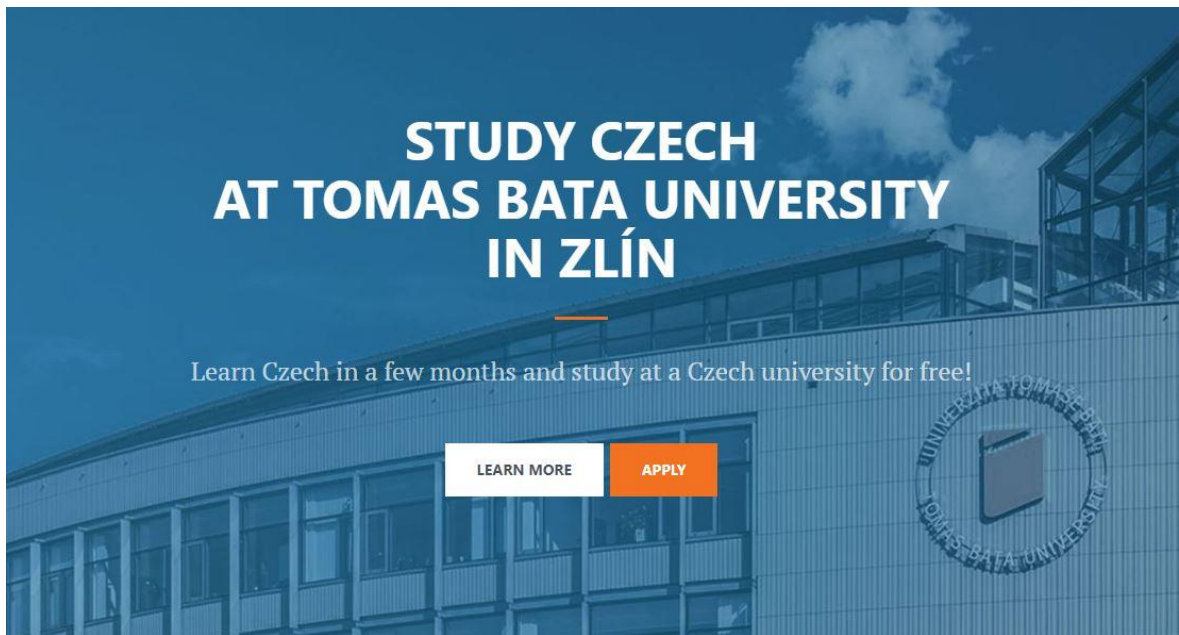 STUDY CZECH
AT TOMAS BATA UNIVERSITY
IN ZLÍN
Learn Czech in a few months and study at a Czech university for free!
LEARN MORE
APPLY
UNIVERZITA TOMÁŠE BATI
TOMAS BATA UNIVERSITY